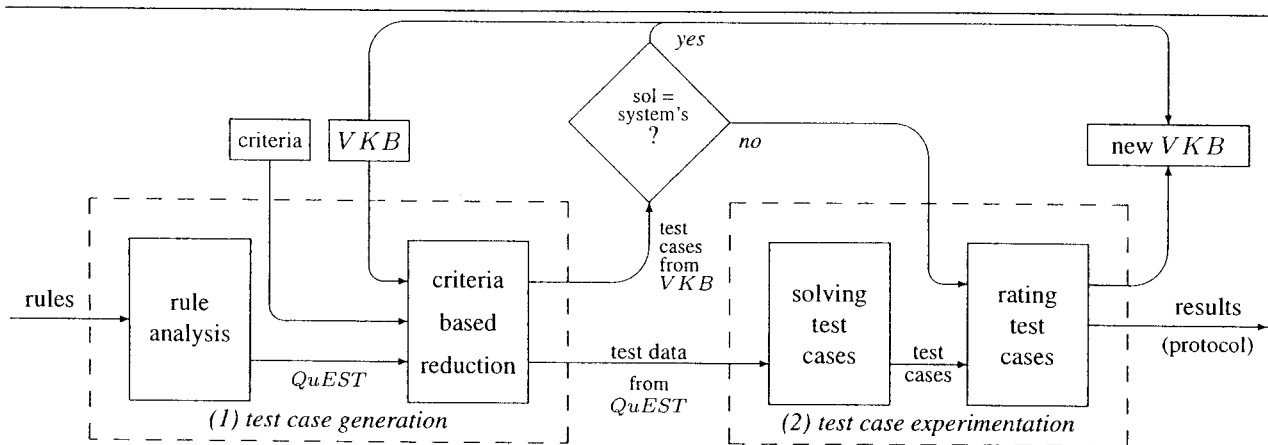 yes
sol =
system's
?
no
criteria
VKB
new VKB
test
cases
from
VKB
rules
rule
analysis
QuEST
criteria
based
reduction
test data
from
QuEST
solving
test
cases
test
cases
rating
test
cases
results
(protocol)
(1) test case generation
(2) test case experimentation